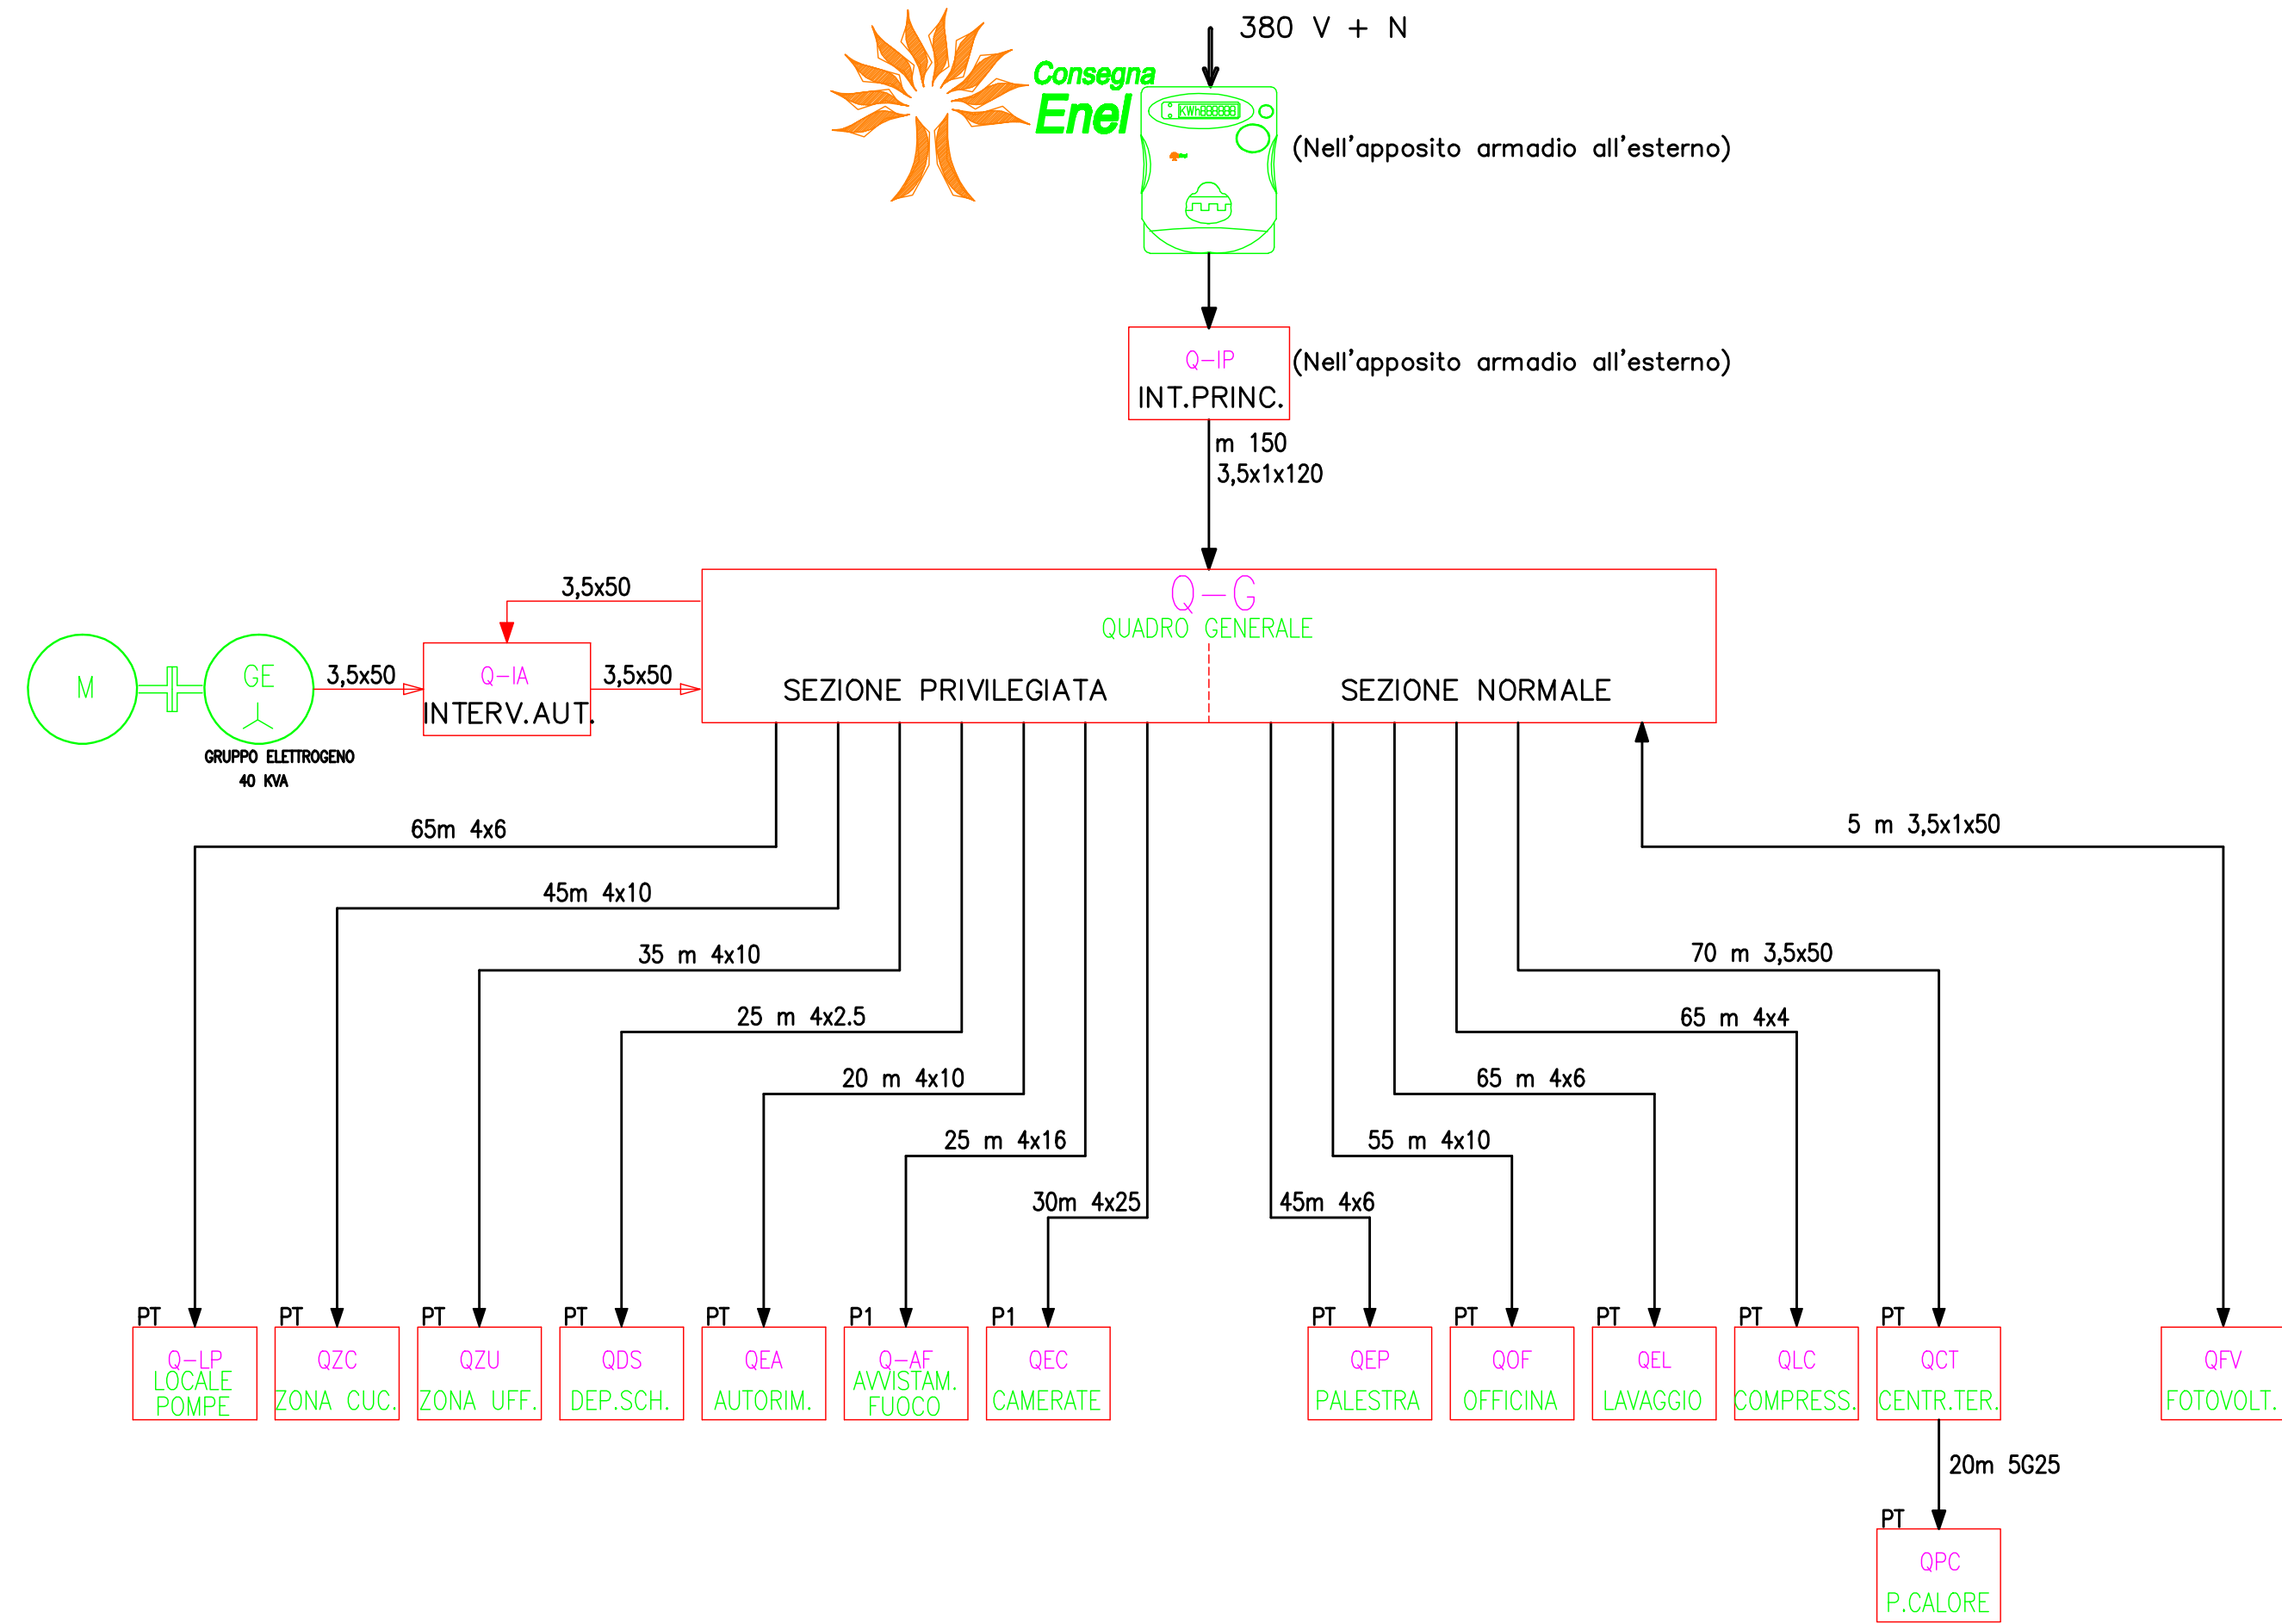 380 V + N
Consegna
Enel
KWh888888
(Nell'apposito armadio all'esterno)
Q-IP
INT.PRINC.
(Nell'apposito armadio all'esterno)
m 150
3,5x1x120
3,5x50
Q-G
QUADRO GENERALE
SEZIONE PRIVILEGIATA
SEZIONE NORMALE
M
GE
3,5x50
Q-IA
INTERV.AUT.
3,5x50
GRUPPO ELETTROGENO
40 KVA
65m 4x6
5 m 3,5x1x50
45m 4x10
35 m 4x10
70 m 3,5x50
25 m 4x2.5
65 m 4x4
20 m 4x10
65 m 4x6
25 m 4x16
55 m 4x10
30m 4x25
45m 4x6
PT
Q-LP
LOCALE
POMPE
PT
QZC
ZONA CUC.
PT
QZU
ZONA UFF.
PT
QDS
DEP.SCH.
PT
QEA
AUTORIM.
P1
Q-AF
AVVISTAM.
FUOCO
P1
QEC
CAMERATE
PT
QEP
PALESTRA
PT
QOF
OFFICINA
PT
QEL
LAVAGGIO
PT
QLC
COMPRESS.
PT
QCT
CENTR.TER.
QFV
FOTOVOLT.
20m 5G25
PT
QPC
P.CALORE